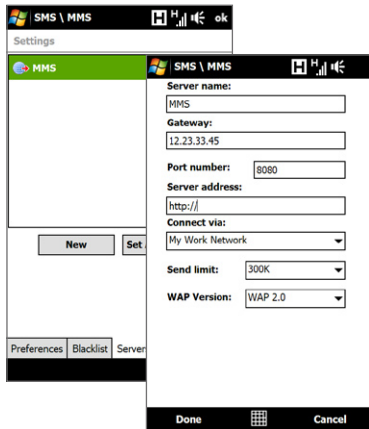 SMS \ MMS
ok
Settings
MMS
New
Set
Preferences
Blacklist
Server
SMS \ MMS
Server name:
MMS
Gateway:
12.23.33.45
Port number: 8080
Server address:
http://
Connect via:
My Work Network
Send limit: 300K
WAP Version: WAP 2.0
Done
Cancel